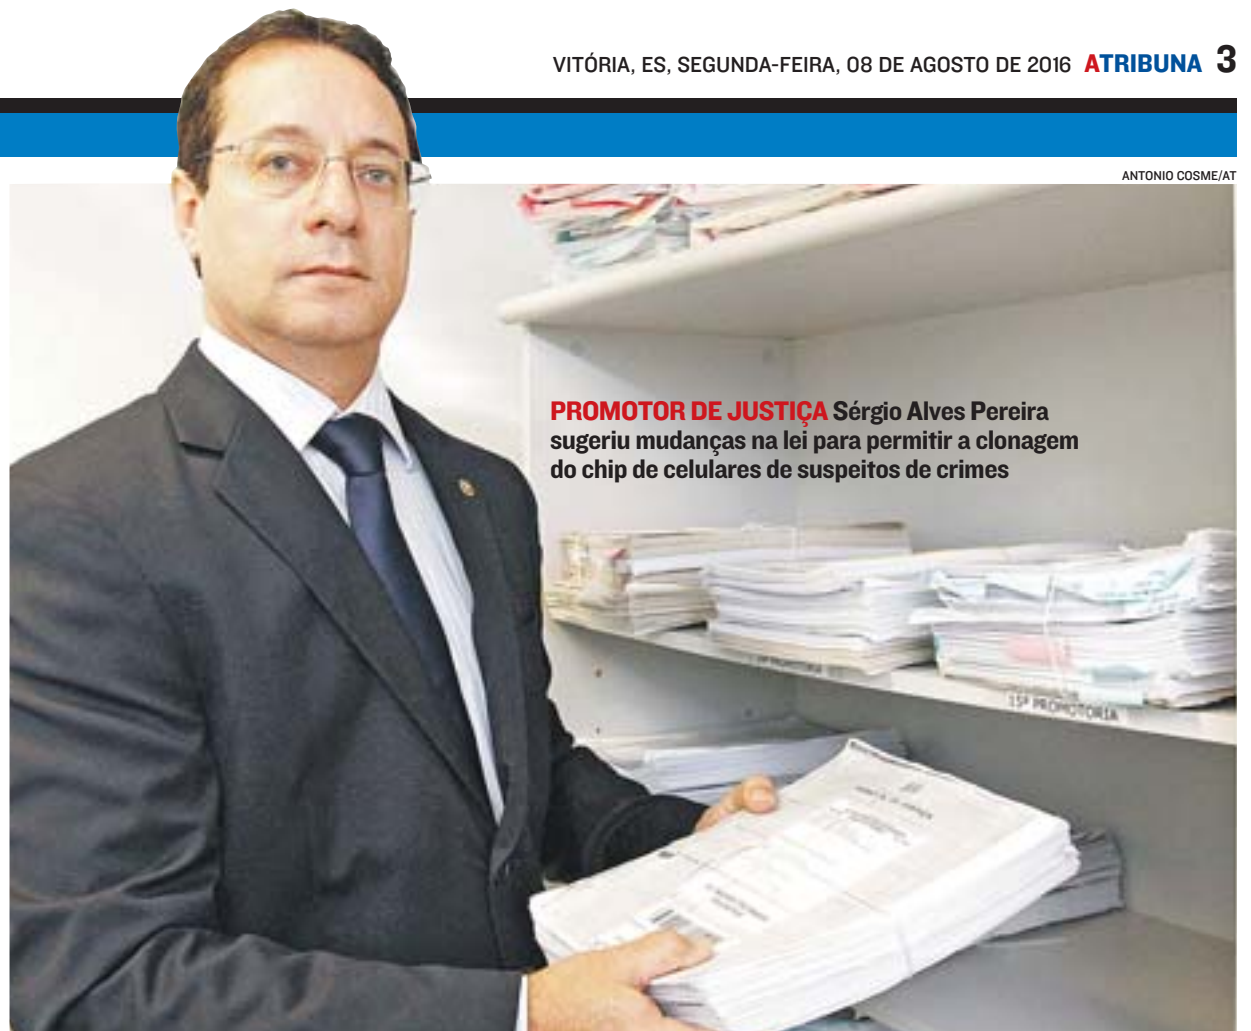 VITÓRIA, ES, SEGUNDA-FEIRA, 08 DE AGOSTO DE 2016 ATRIBUNA 3
ANTONIO COSME/AT
PROMOTOR DE JUSTIÇA Sérgio Alves Pereira
sugeriu mudanças na lei para permitir a clonagem
do chip de celulares de suspeitos de crimes
PROMOTORIA
15ª PROMOTORIA